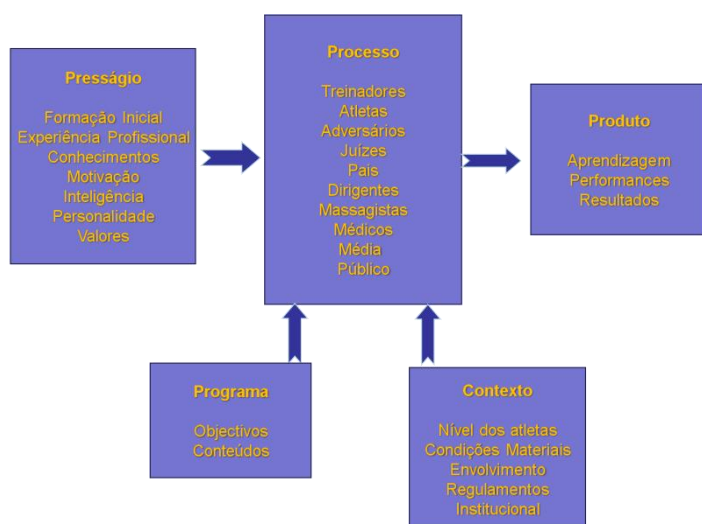 Presságio
Formação Inicial
Experiência Profissional
Conhecimentos
Motivação
Inteligência
Personalidade
Valores
Processo
Treinadores
Atletas
Adversários
Juízes
Pais
Dirigentes
Massagistas
Médicos
Média
Público
Produto
Aprendizagem
Performances
Resultados
Programa
Objectivos
Conteúdos
Contexto
Nível dos atletas
Condições Materiais
Envolvimento
Regulamentos
Institucional